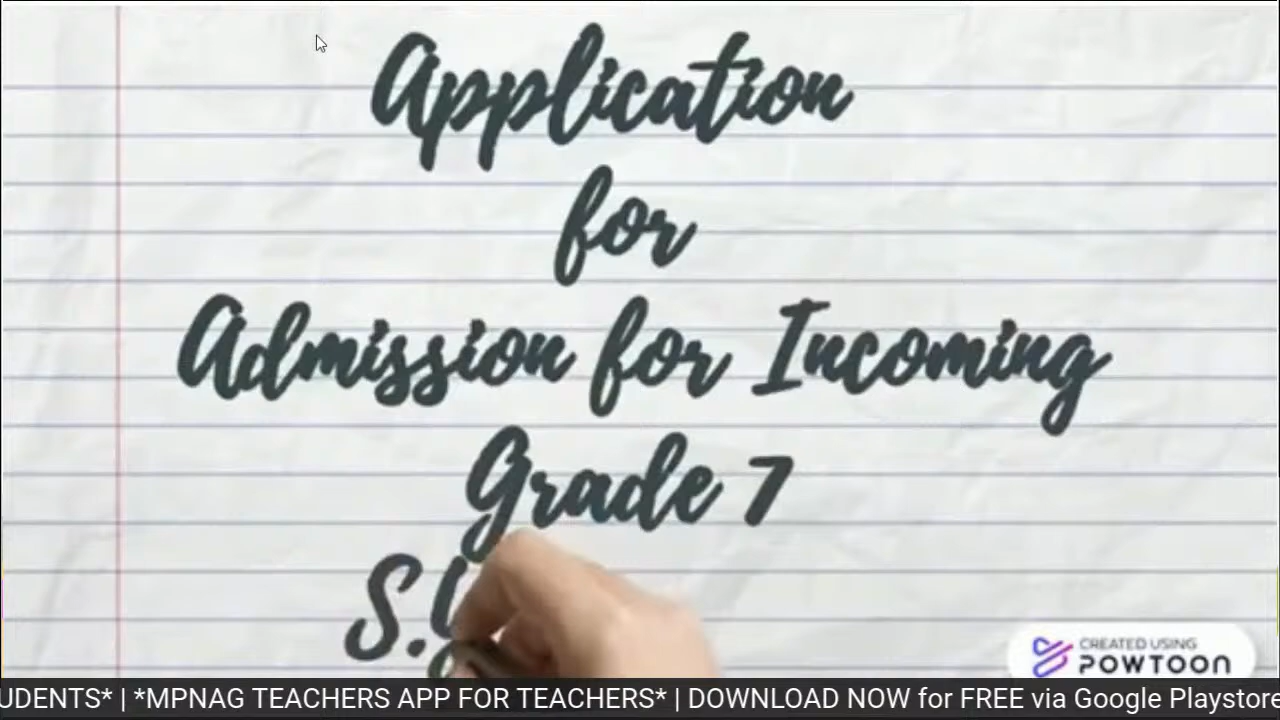 Application
for
Admission for Incoming
Grade 7
S.
CREATED USING
POWTOON
UDENTS* | *MPNAG TEACHERS APP FOR TEACHERS* | DOWNLOAD NOW for FREE via Google Playstore